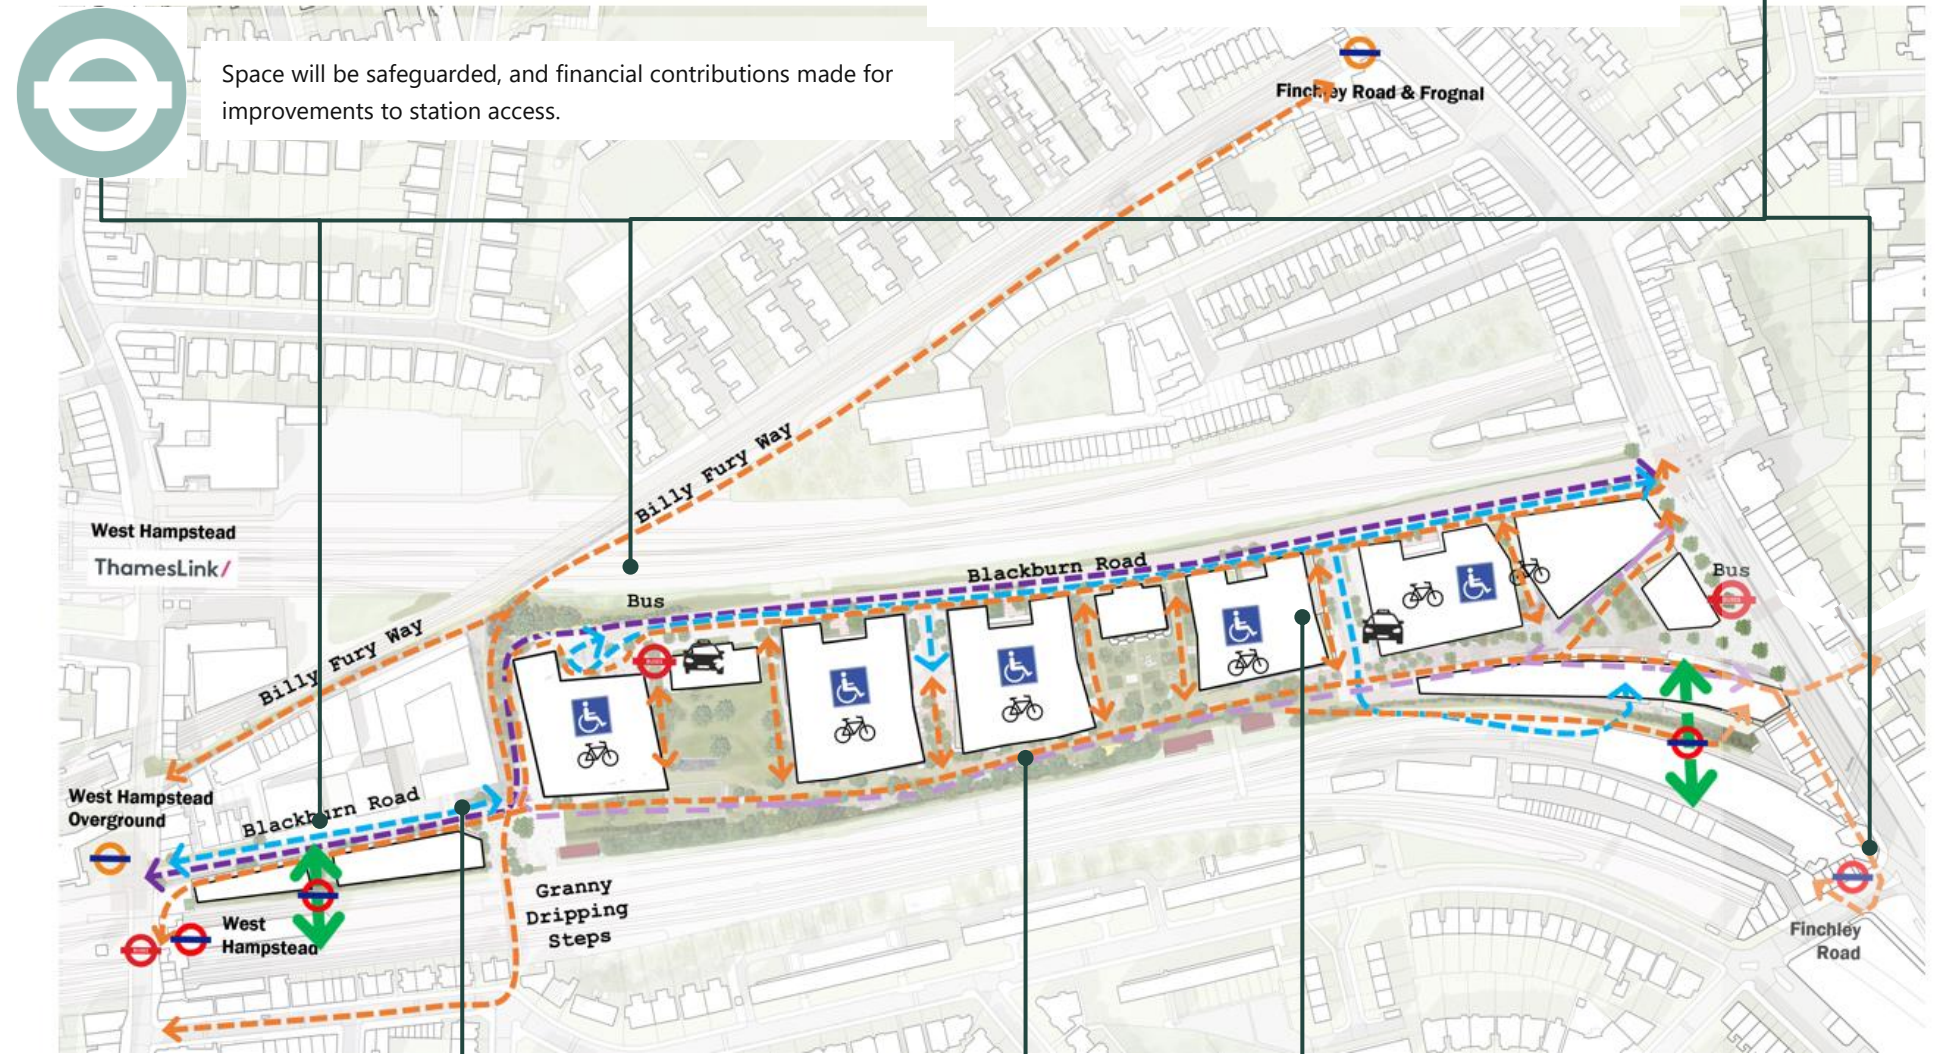 Space will be safeguarded, and financial contributions made for
improvements to station access.
Finchley Road & Frognal
Billy Fury Way
West Hampstead
ThamesLink/
Blackburn Road
Bus
Bus
Billy Fury Way
West Hampstead
Overground
Blackburn Road
Granny
Dripping
Steps
West
Hampstead
Finchley
Road